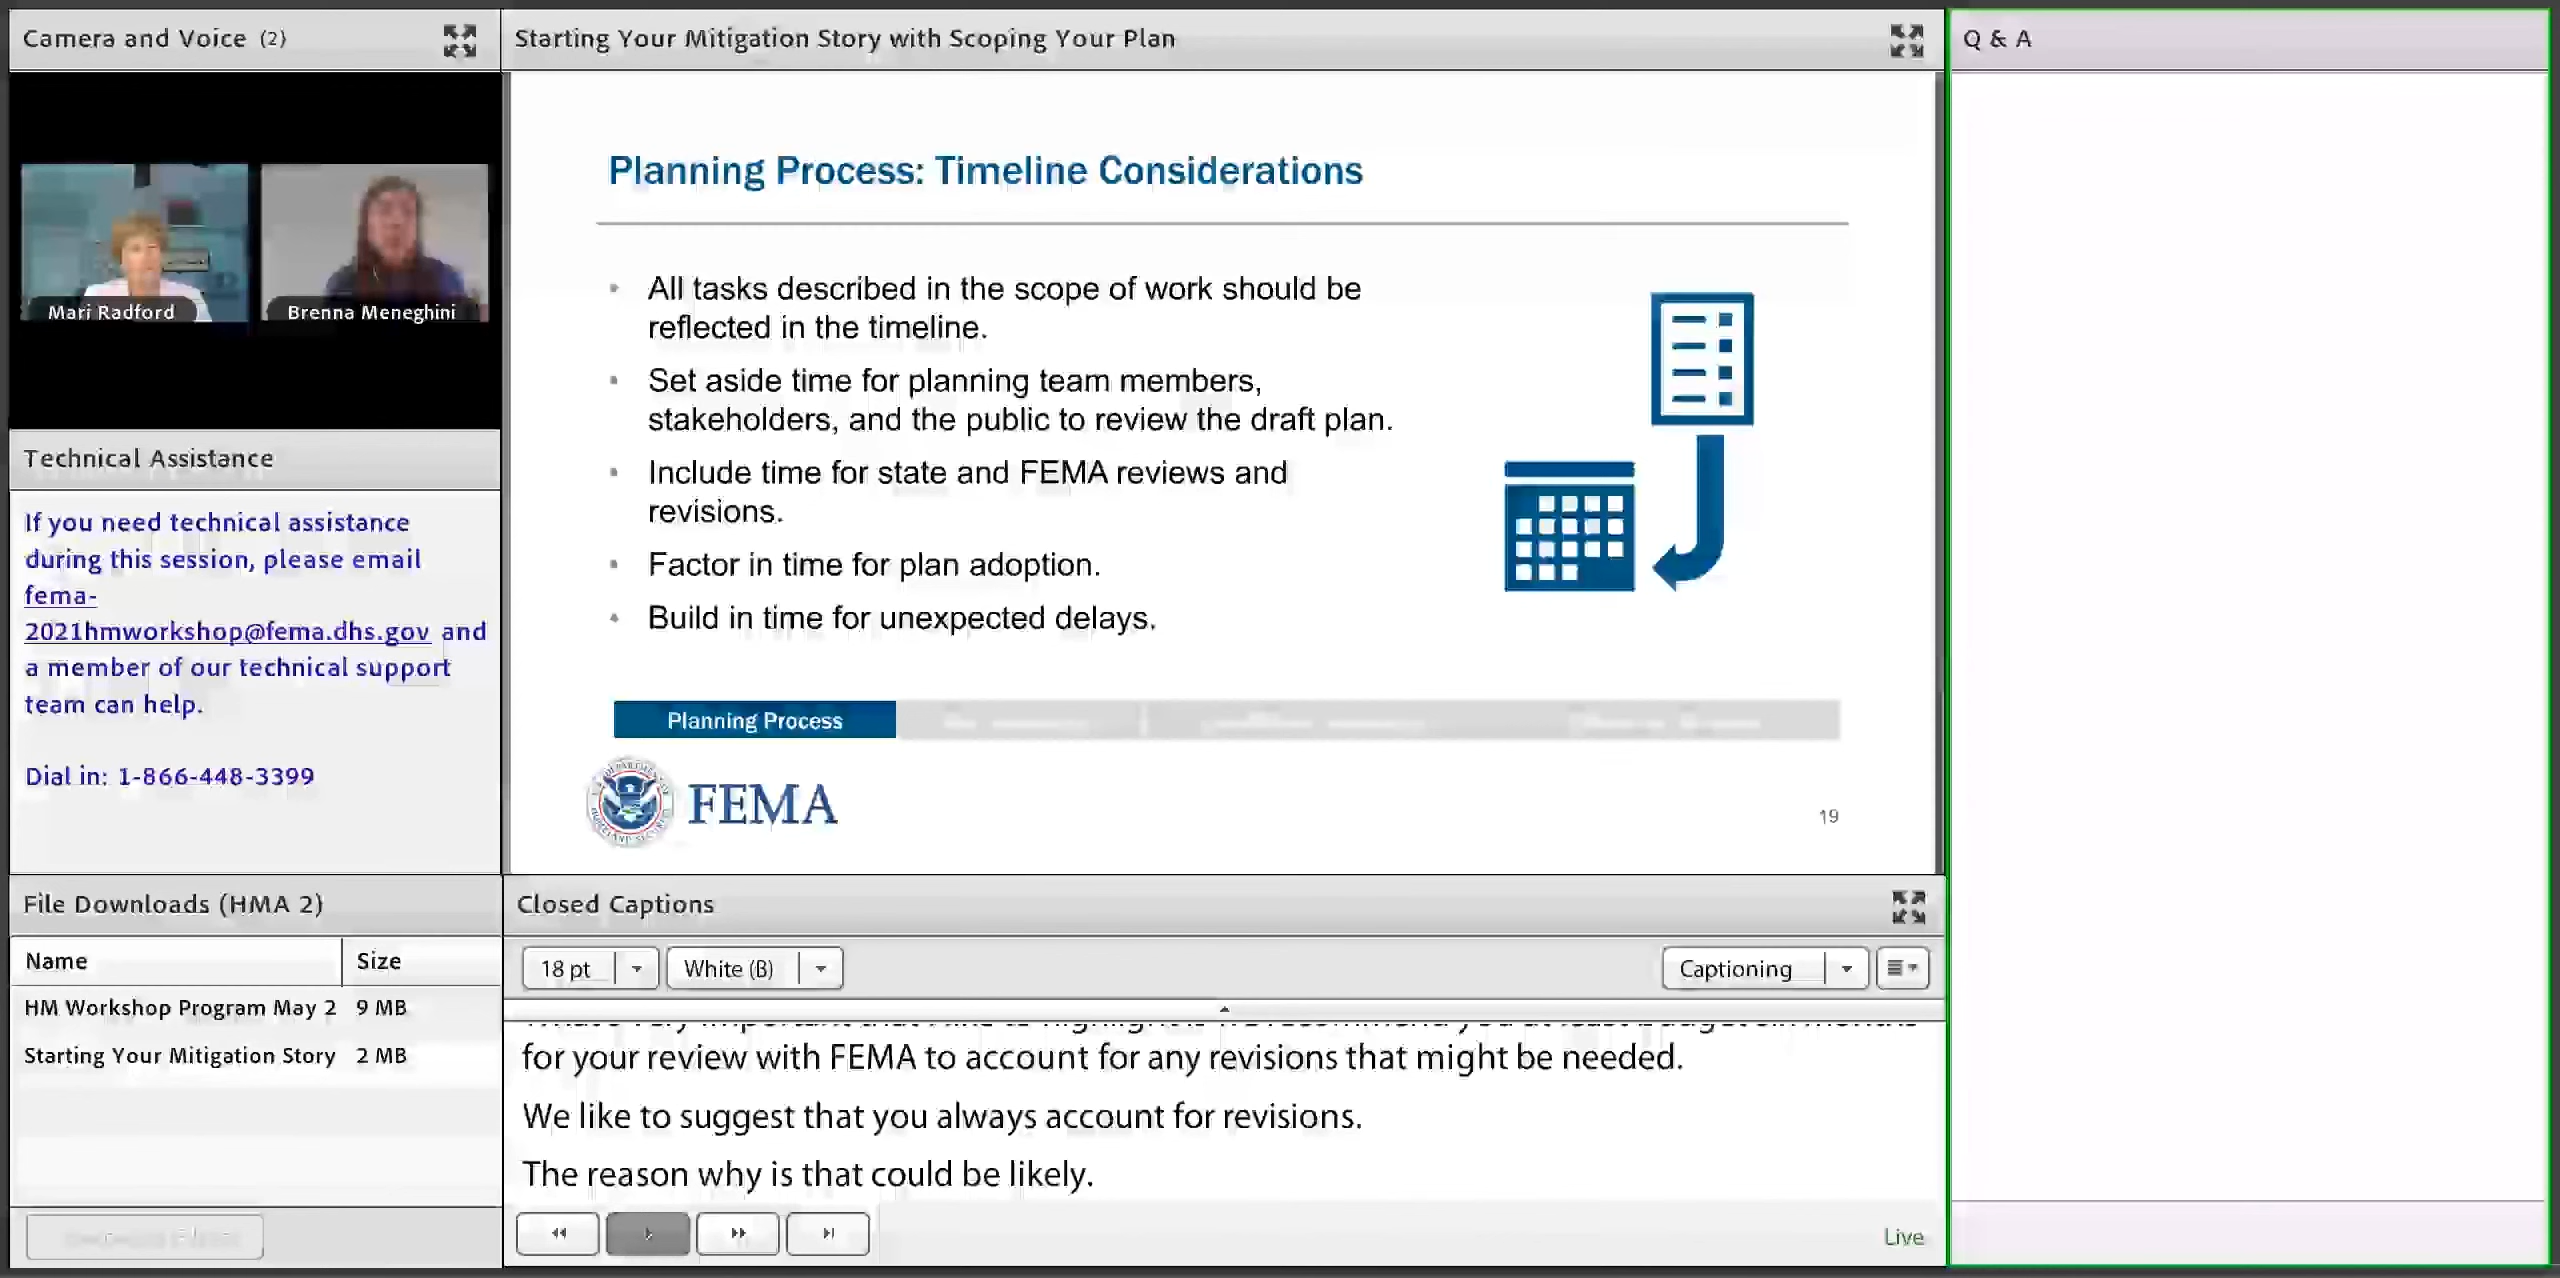 Camera and Voice (2)
Mari Radford
Brenna Meneghini
Technical Assistance
If you need technical assistance
during this session, please email
fema-
2021hmworkshop@fema.dhs.gov and
a member of our technical support
team can help.
Dial in: 1-866-448-3399
File Downloads (HMA 2)
Name Size
HM Workshop Program May 2 9 MB
Starting Your Mitigation Story 2 MB
Starting Your Mitigation Story with Scoping Your Plan
Planning Process: Timeline Considerations
• All tasks described in the scope of work should be
reflected in the timeline.
• Set aside time for planning team members,
stakeholders, and the public to review the draft plan.
• Include time for state and FEMA reviews and
revisions.
• Factor in time for plan adoption.
• Build in time for unexpected delays.
Planning Process
FEMA
19
Closed Captions
18 pt White (B) Captioning
for your review with FEMA to account for any revisions that might be needed.
We like to suggest that you always account for revisions.
The reason why is that could be likely.
Live
Q & A